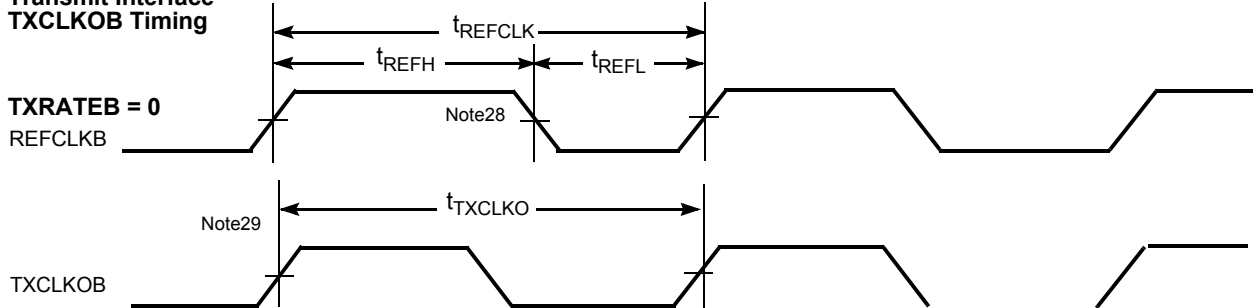 Transmit Interface
TXCLKOB Timing
tREFCLK
tREFH
tREFL
TXRATEB = 0
Note28
REFCLKB
tTXCLKO
Note29
TXCLKOB